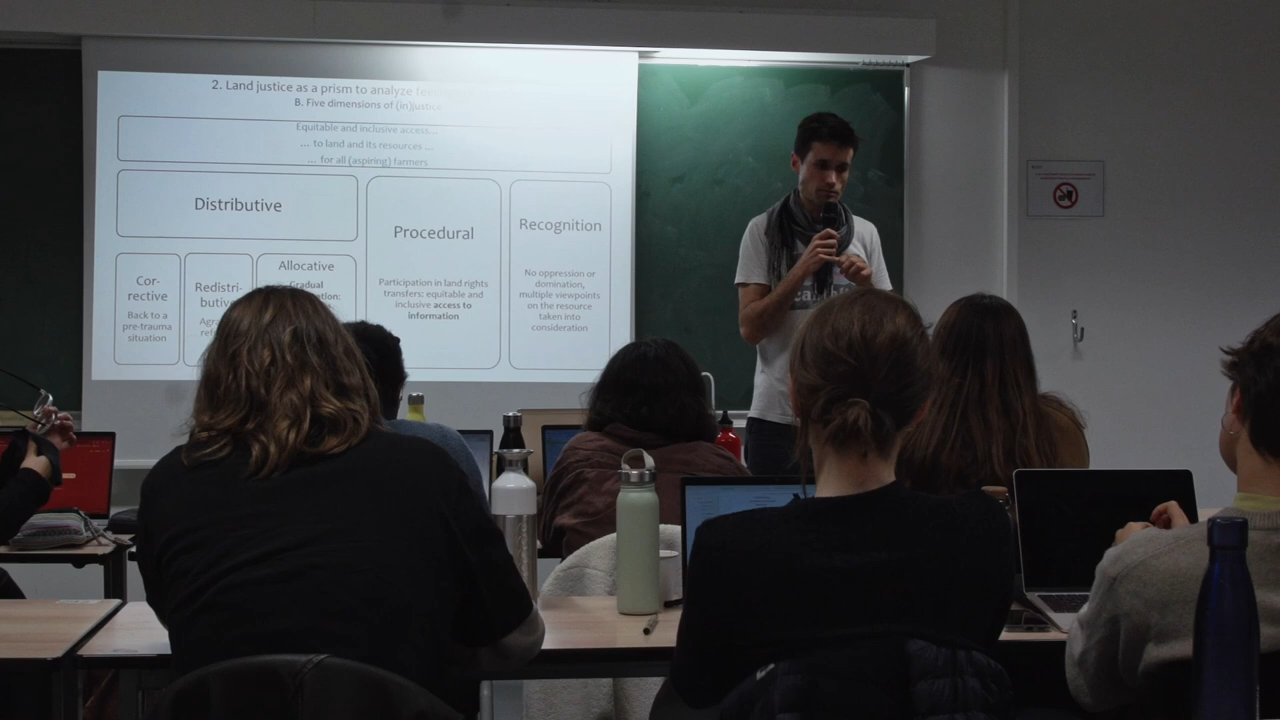 2. Land justice as a prism to analyze
B. Five dimensions of (in)justice
Equitable and inclusive access...
... to land and its resources ...
... for all (aspiring) farmers
Distributive
Procedural
Recognition
Cor-
rective
Back to a
pre-trauma
situation
Redistri-
Allocative
Gradual
Participation in land rights
transfers: equitable and
inclusive access to
information
No oppression or
domination,
multiple viewpoints
on the resource
taken into
consideration